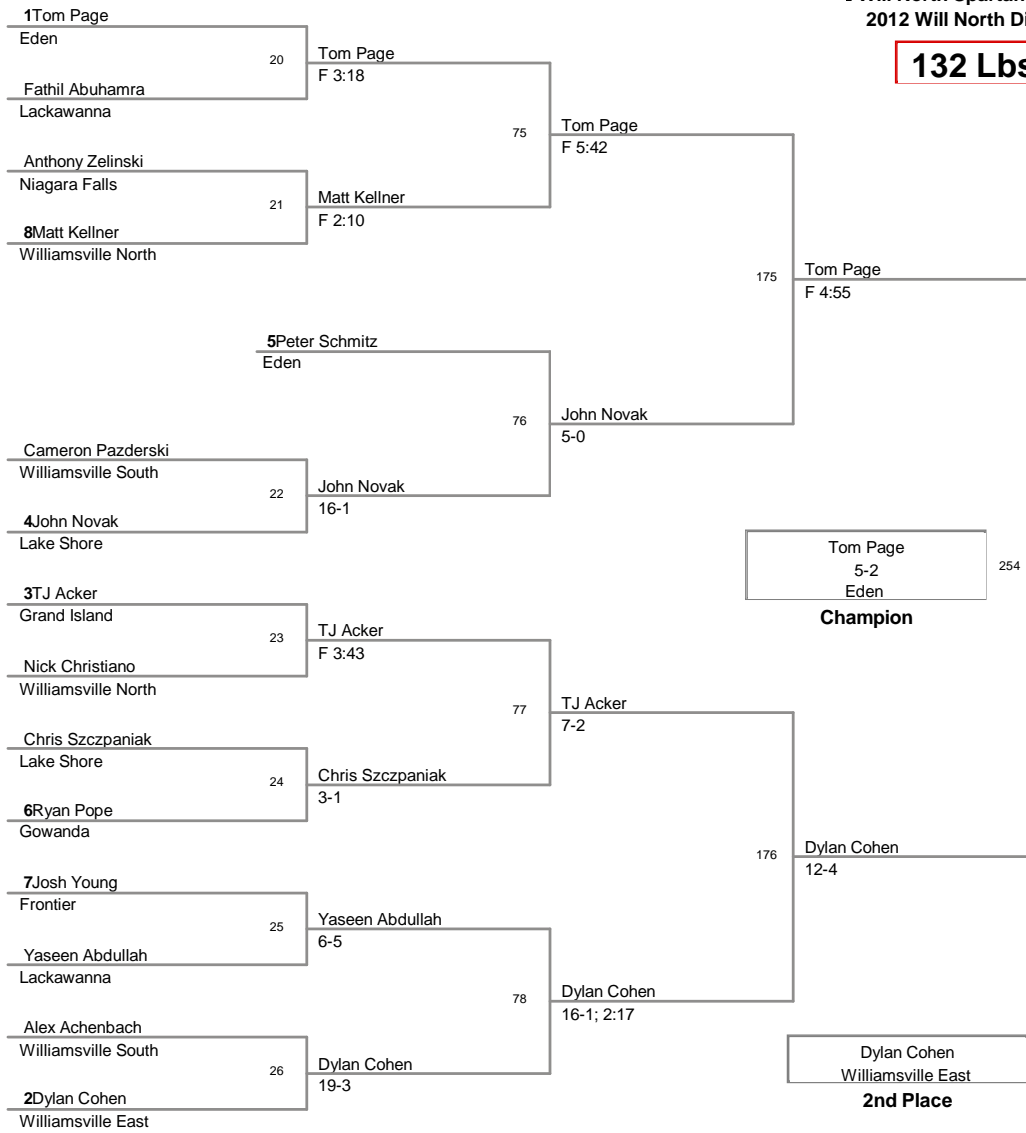 Will North Spartan
2012 Will North Di
132 Lbs
1Tom Page
Eden
20
Tom Page
F 3:18
Fathil Abuhamra
Lackawanna
75
Tom Page
F 5:42
Anthony Zelinski
Niagara Falls
21
Matt Kellner
F 2:10
8Matt Kellner
Williamsville North
175
Tom Page
F 4:55
5Peter Schmitz
Eden
76
John Novak
5-0
Cameron Pazderski
Williamsville South
22
John Novak
16-1
4John Novak
Lake Shore
Tom Page
5-2
Eden
254
Champion
3TJ Acker
Grand Island
23
TJ Acker
F 3:43
Nick Christiano
Williamsville North
77
TJ Acker
7-2
Chris Szczpaniak
Lake Shore
24
Chris Szczpaniak
3-1
6Ryan Pope
Gowanda
176
Dylan Cohen
12-4
7Josh Young
Frontier
25
Yaseen Abdullah
6-5
Yaseen Abdullah
Lackawanna
78
Dylan Cohen
16-1; 2:17
Alex Achenbach
Williamsville South
26
Dylan Cohen
19-3
2Dylan Cohen
Williamsville East
Dylan Cohen
Williamsville East
2nd Place